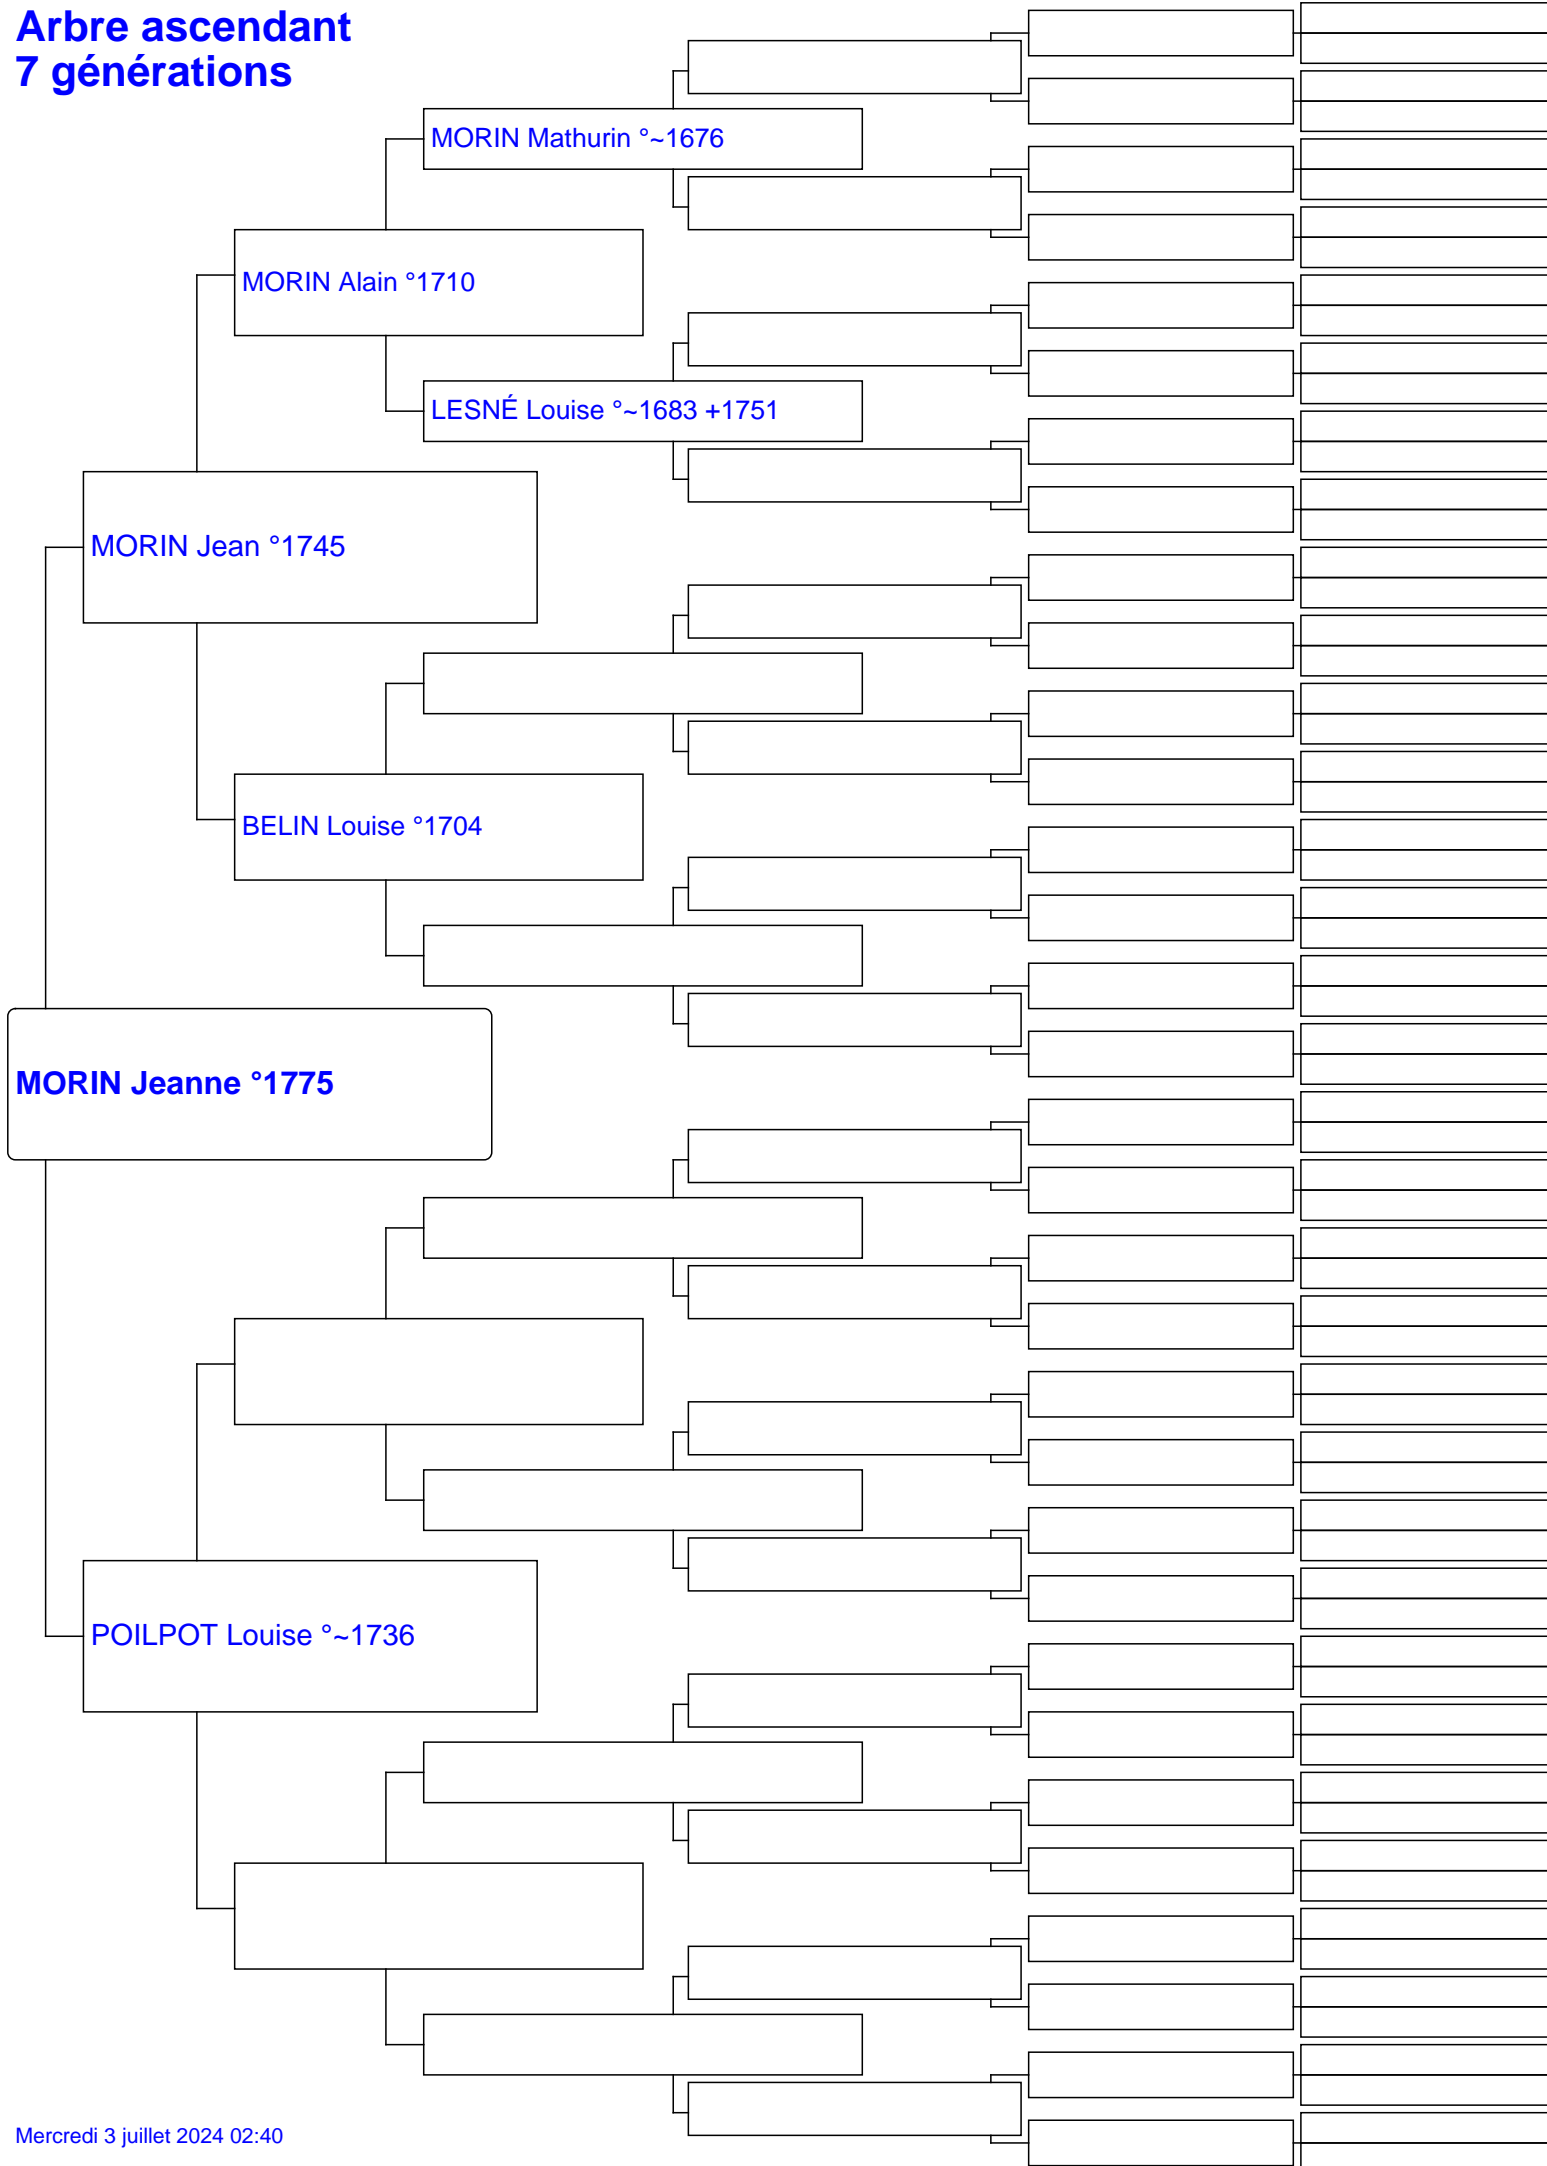 Arbre ascendant
7 générations
MORIN Mathurin °~1676
MORIN Alain °1710
LESNÉ Louise °~1683 +1751
MORIN Jean °1745
BELIN Louise °1704
MORIN Jeanne °1775
POILPOT Louise °~1736
Mercredi 3 juillet 2024 02:40